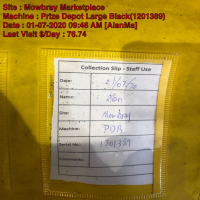 Site : Mowbray Marketplace
Machine : Prize Depot Large Black(1201389)
Date : 01-07-2020 09:46 AM [AlanMs]
Last Visit $/Day : 76.74
Collection Slip - Staff Use
Date:
Name:
Site: Mowbray
Machine: PDB
Serial No: 1201389